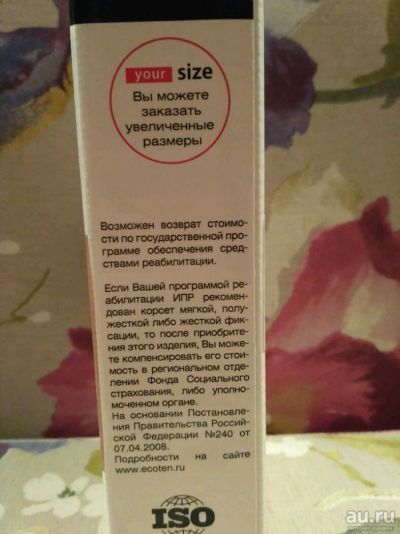 your size
Вы можете
заказать
увеличенные
размеры
Возможен возврат стоимо-
сти по государственной про-
грамме обеспечения сред-
ствами реабилитации.
Если Вашей программой ре-
абилитации ИПР рекомен-
дован корсет мягкой, полу-
жесткой либо жесткой фик-
сации, то после приобрете-
ния этого изделия, Вы може-
те компенсировать его стои-
мость в региональном отде-
лении Фонда Социального
страхования, либо уполно-
моченном органе.
На основании Постановле-
ния Правительства Россий-
ской Федерации №240 от
07.04.2008.
Подробности на сайте
www.ecoten.ru
ISO
au.ru